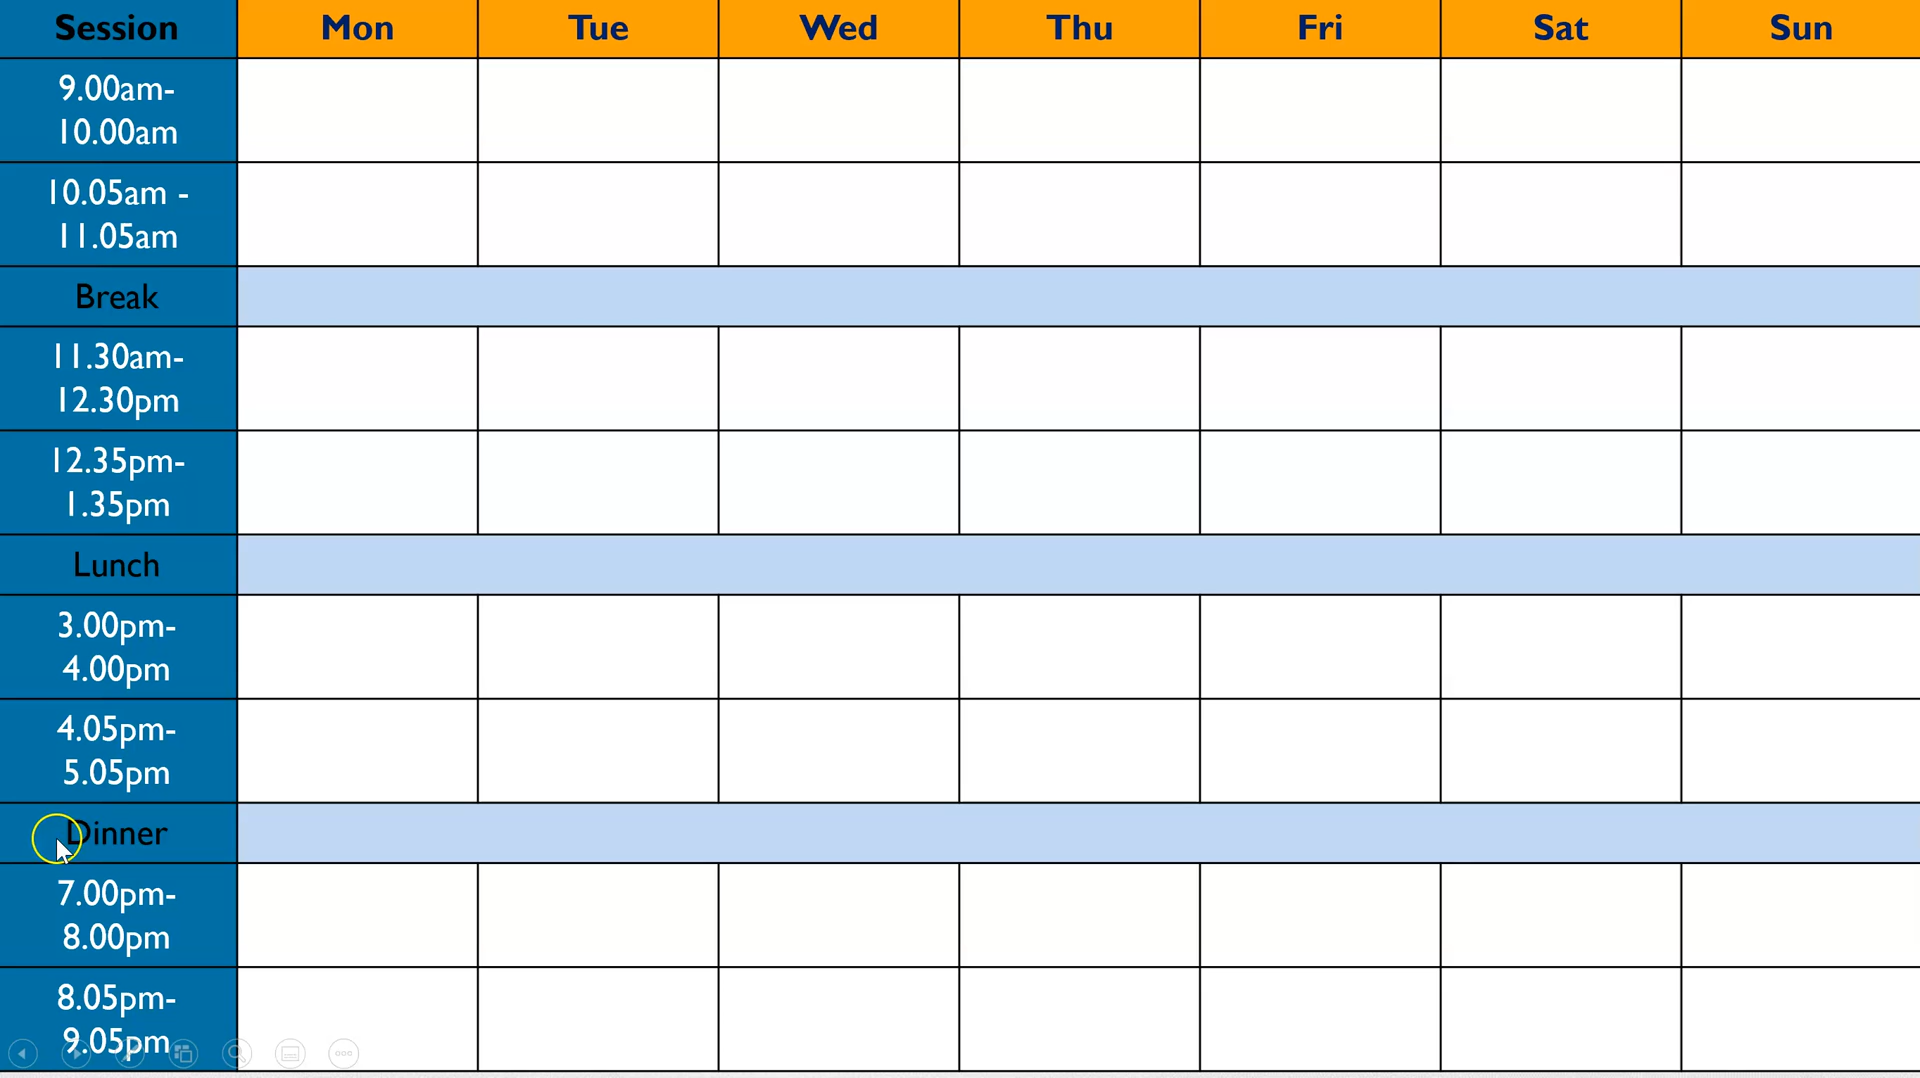 Session Mon Tue Wed Thu Fri Sat Sun
9.00am-
10.00am
10.05am -
11.05am
Break
11.30am-
12.30pm
12.35pm-
1.35pm
Lunch
3.00pm-
4.00pm
4.05pm-
5.05pm
Dinner
7.00pm-
8.00pm
8.05pm-
9.05pm